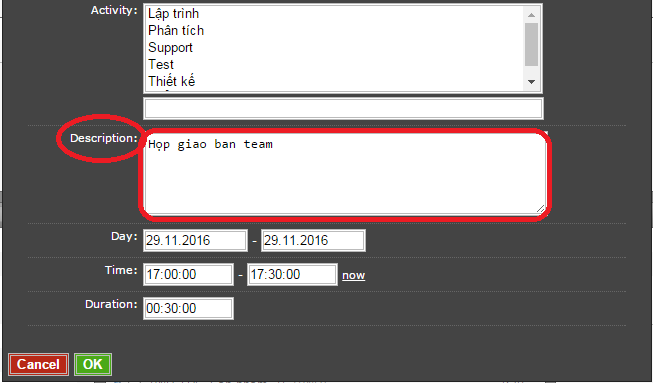 Activity:
Lập trình
Phân tích
Support
Test
Thiết kế
Description:
Họp giao ban team
Day: 29.11.2016 - 29.11.2016
Time: 17:00:00 - 17:30:00 now
Duration: 00:30:00
Cancel OK